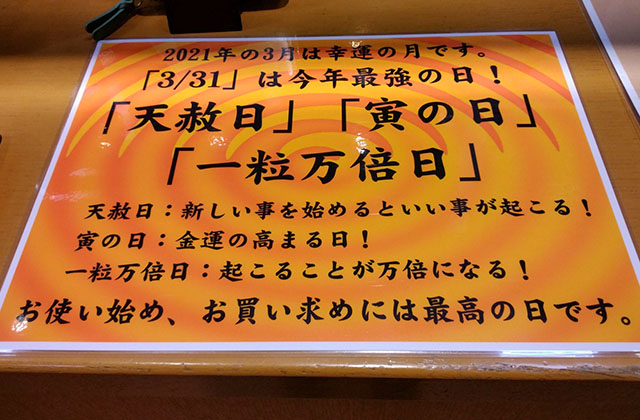 2021年の3月は幸運の月です。
「3/31」は今年最強の日！
「天赦日」「寅の日」
「一粒万倍日」
天赦日：新しい事を始めるといい事が起こる！
寅の日：金運の高まる日！
一粒万倍日：起こることが万倍になる！
お使い始め、お買い求めには最高の日です。